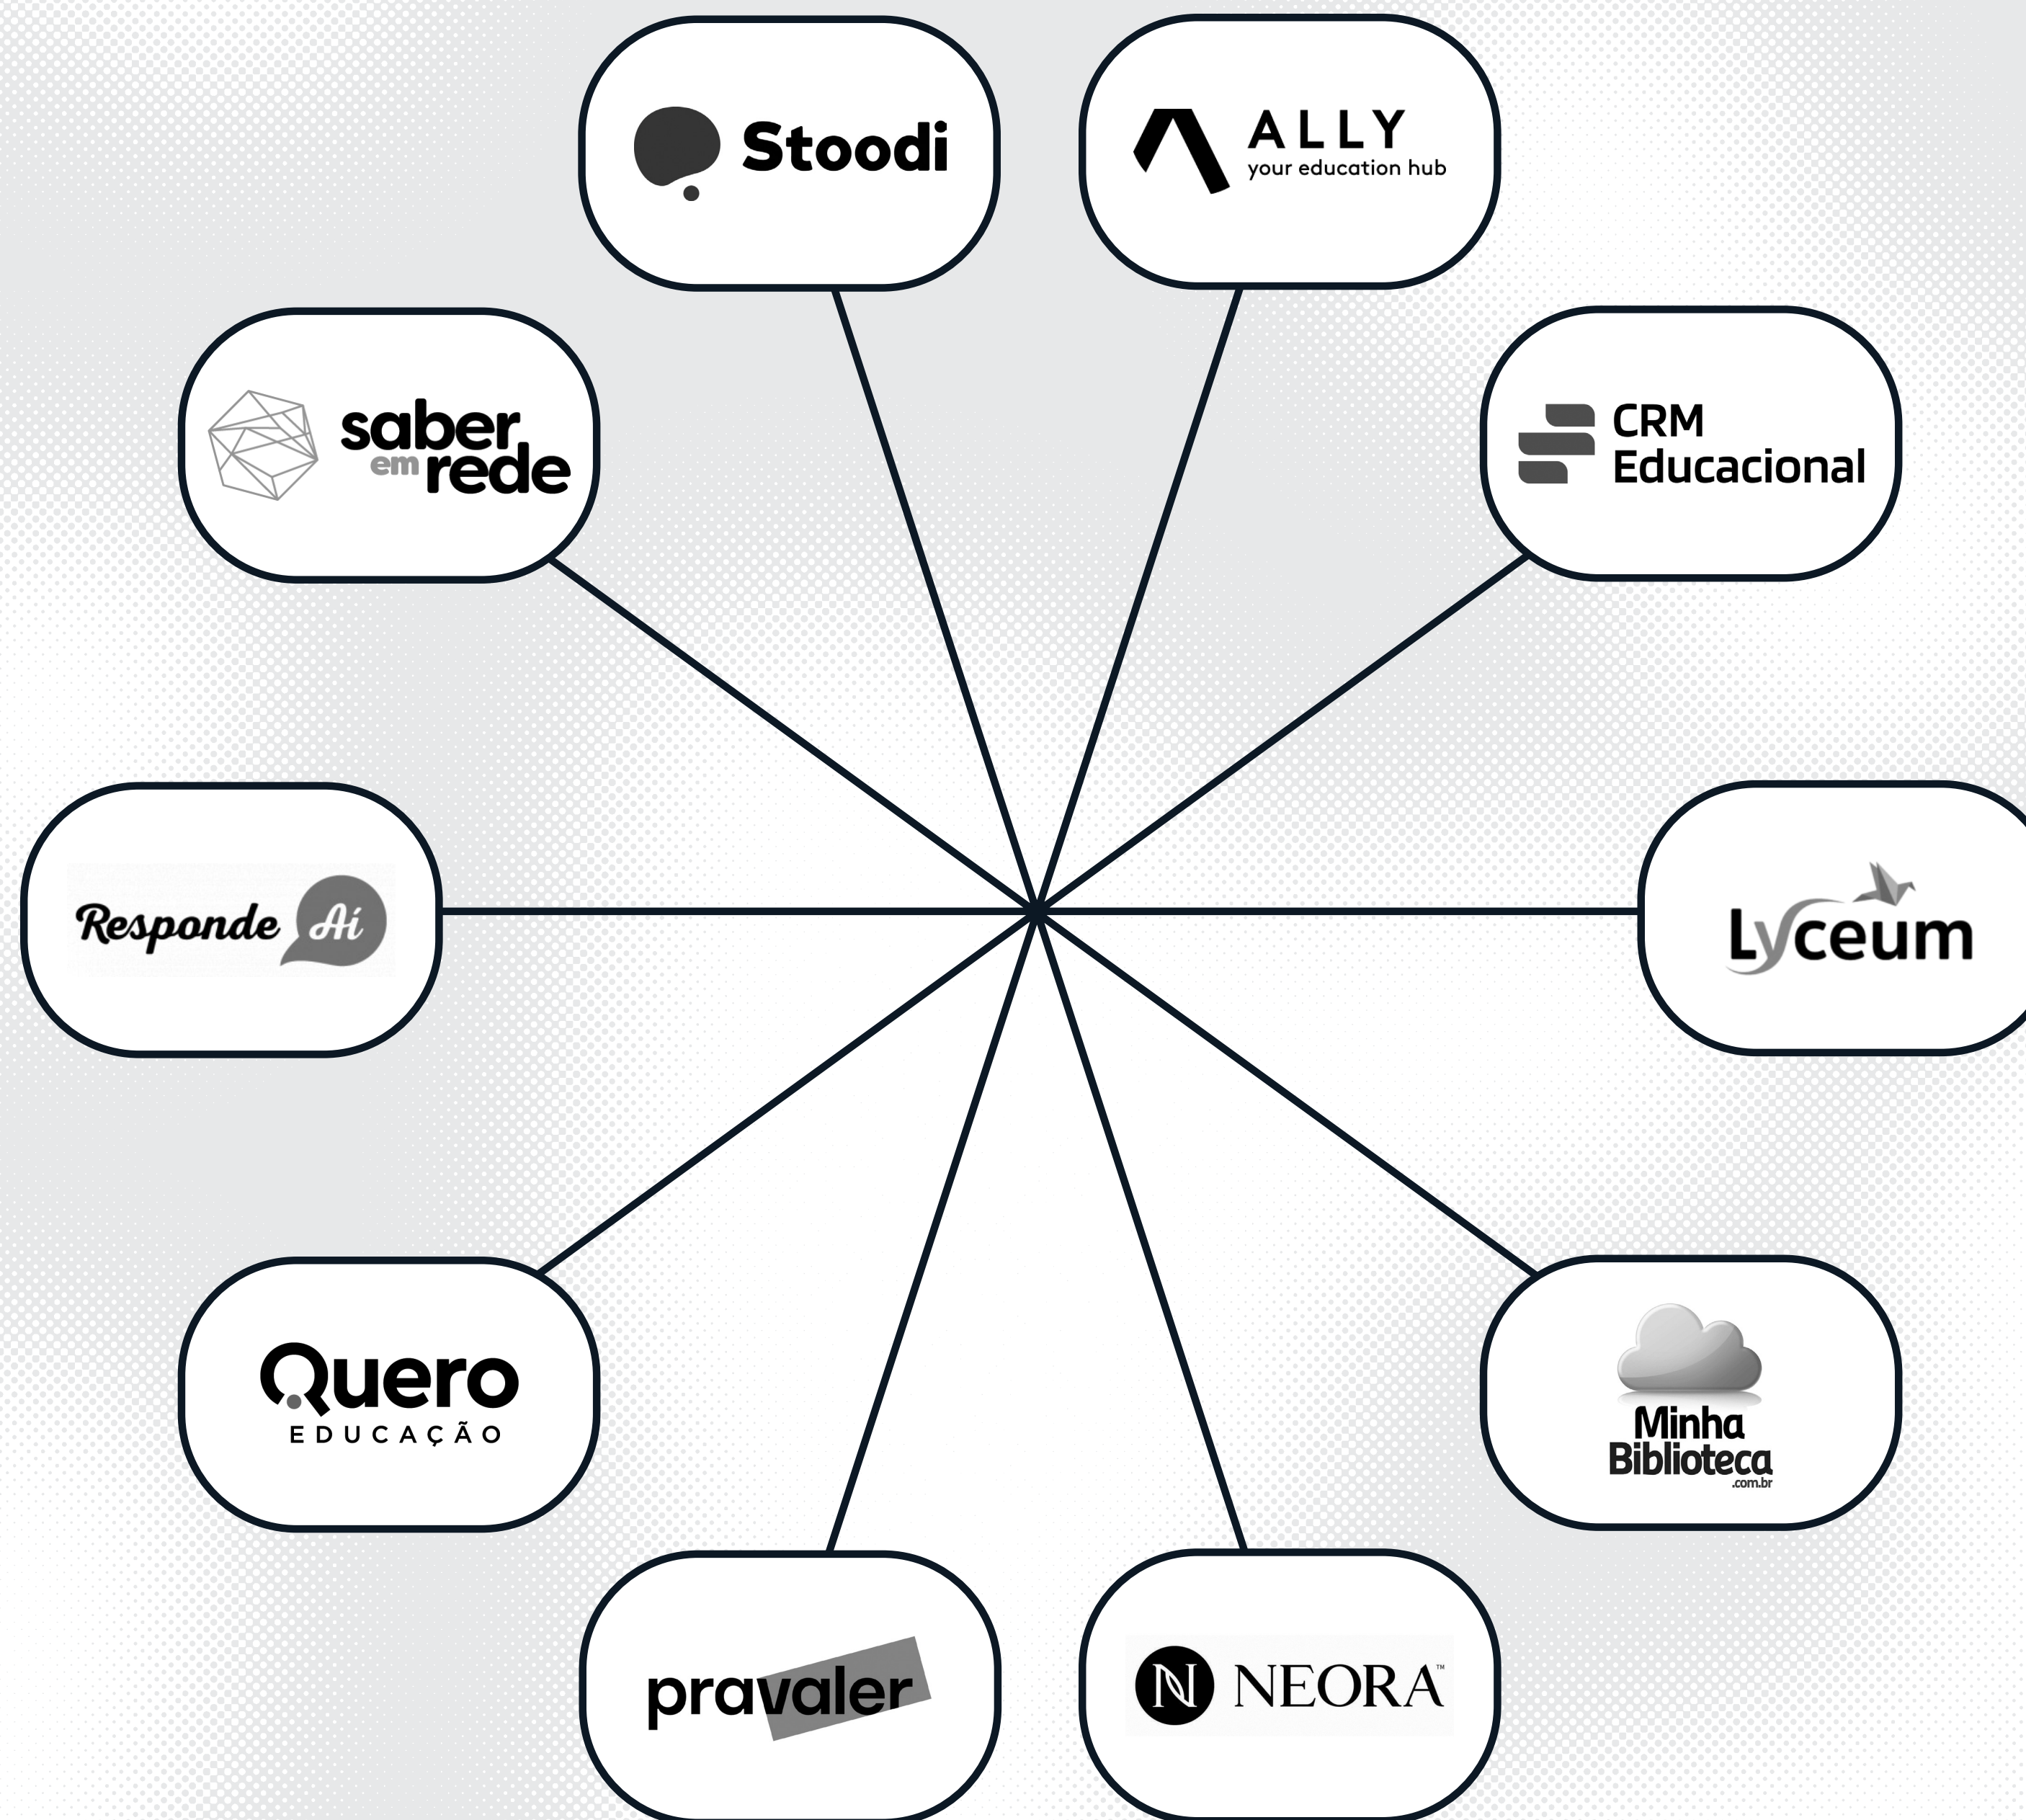 Stoodi
ALLY
your education hub
saber
em rede
CRM
Educacional
Responde Aí
Lyceum
Quero
EDUCAÇÃO
Minha
Biblioteca
.com.br
pravaler
N NEORA™